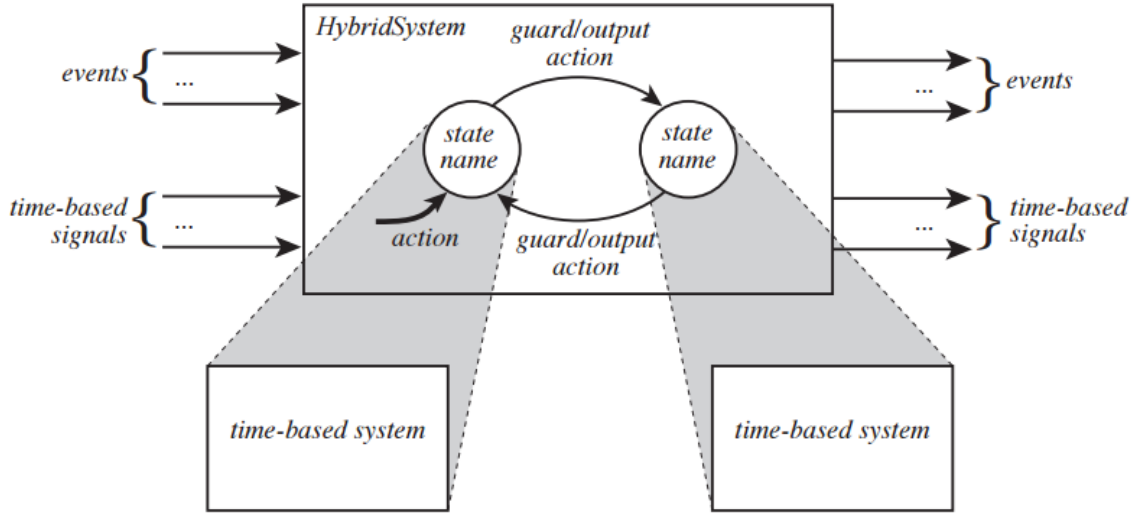 HybridSystem
guard/output
action
events
...
... 
events
state
name
state
name
time-based
signals
...
action
guard/output
action
...
time-based
signals
time-based system
time-based system